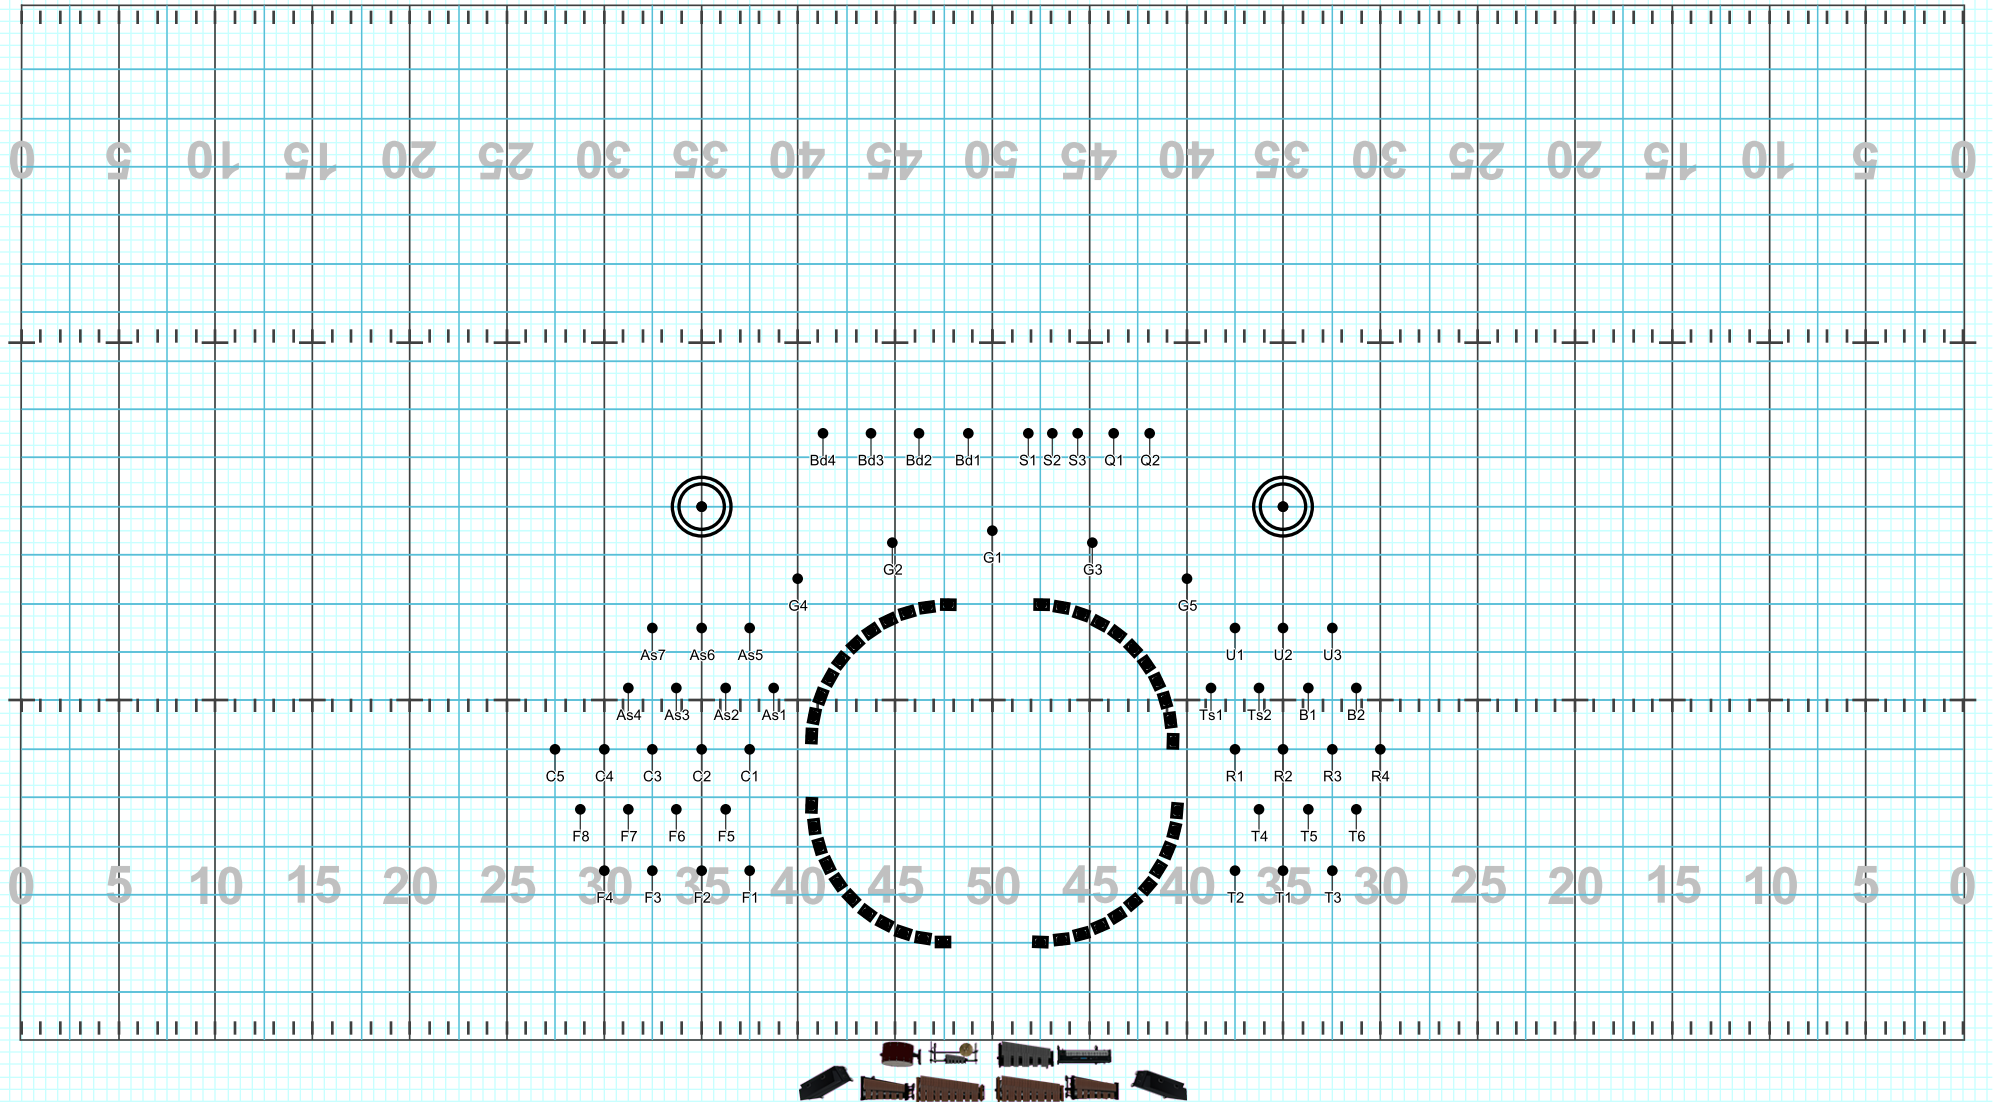 0 5 10 15 20 25 30 35 40 45 50 45 40 35 30 25 20 15 10 5 0
Bd4 Bd3 Bd2 Bd1 S1 S2 S3 Q1 Q2
G1
G2 G3
G4 G5
As7 As6 As5 U1 U2 U3
As4 As3 As2 As1 Ts1 Ts2 B1 B2
C5 C4 C3 C2 C1 R1 R2 R3 R4
F8 F7 F6 F5 T4 T5 T6
0 5 10 15 20 25 30 35 40 45 50 45 40 35 30 25 20 15 10 5 0
F4 F3 F2 F1 T2 T1 T3